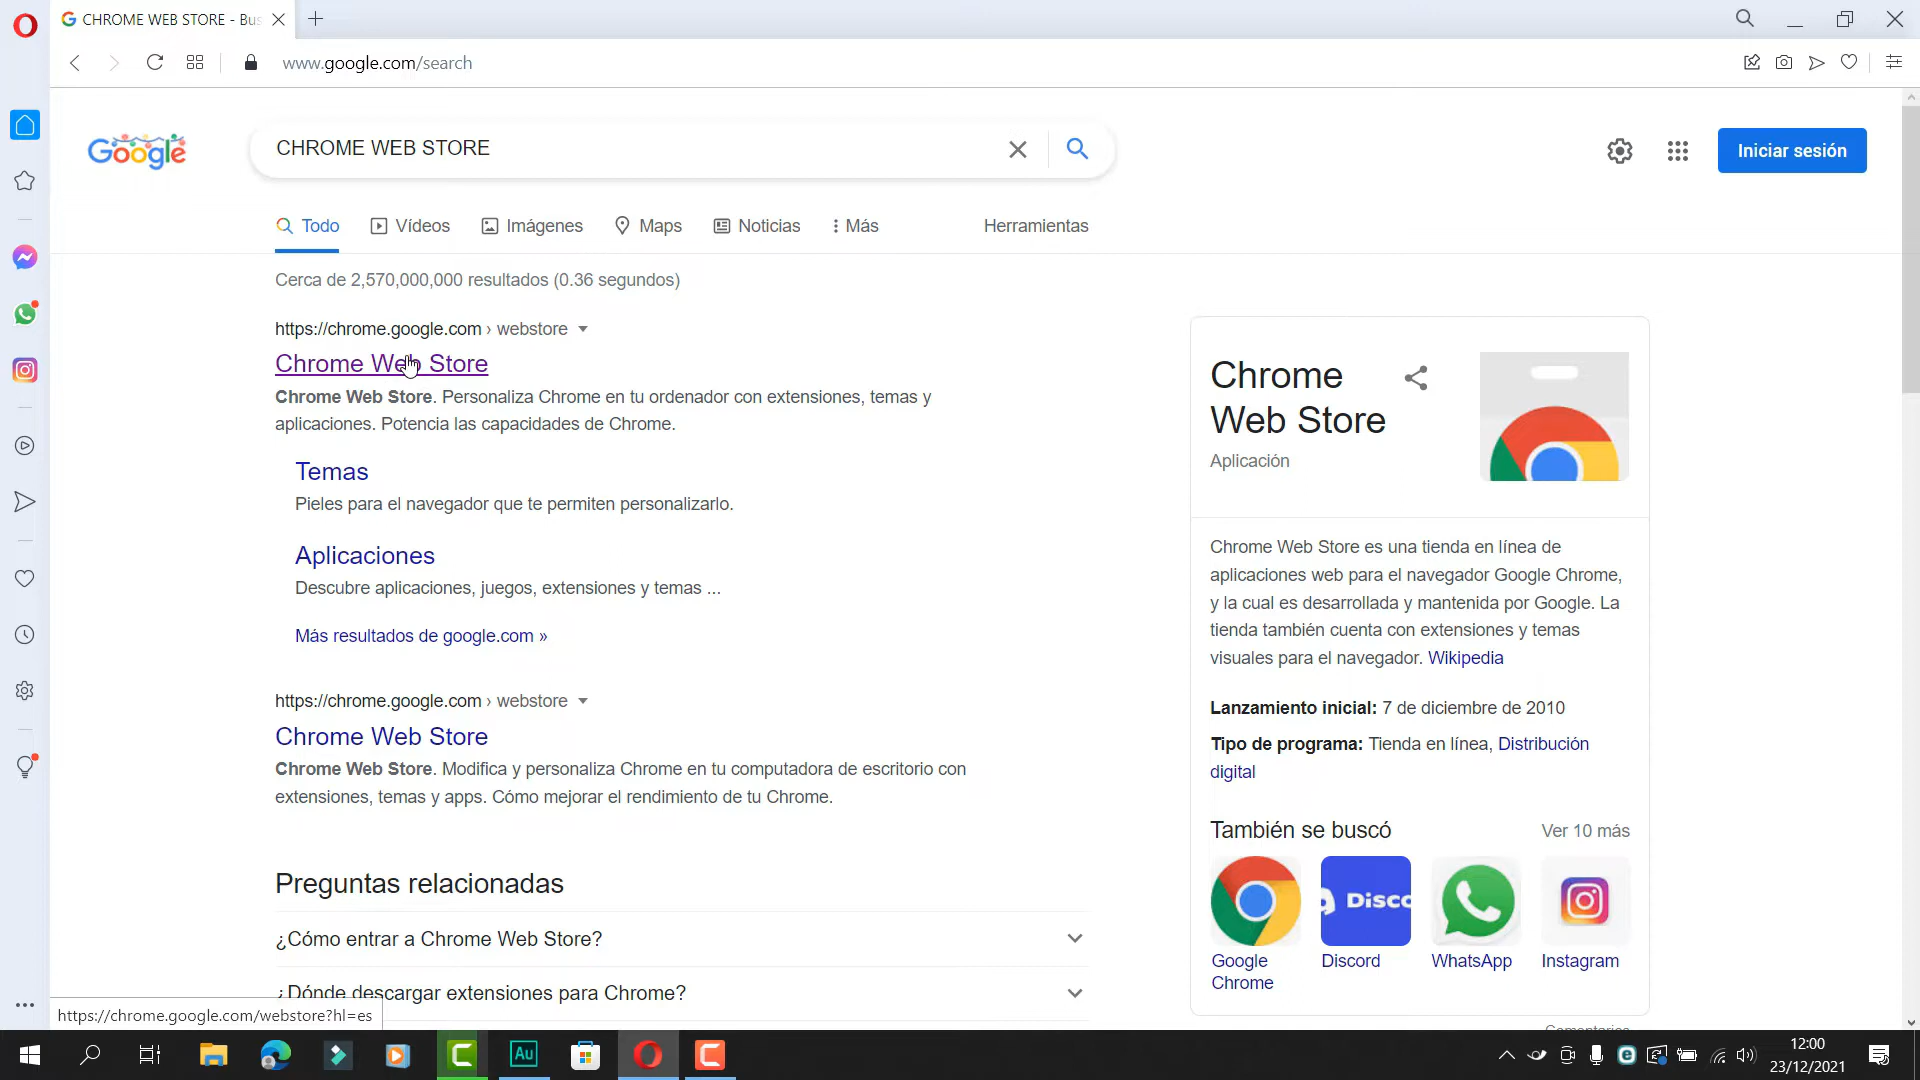 CHROME WEB STORE - Bus
www.google.com/search
Google
CHROME WEB STORE
Iniciar sesión
Todo
Vídeos
Imágenes
Maps
Noticias
Más
Herramientas
Cerca de 2,570,000,000 resultados (0.36 segundos)
https://chrome.google.com › webstore
Chrome Web Store
Chrome Web Store. Personaliza Chrome en tu ordenador con extensiones, temas y
aplicaciones. Potencia las capacidades de Chrome.
Temas
Pieles para el navegador que te permiten personalizarlo.
Aplicaciones
Descubre aplicaciones, juegos, extensiones y temas ...
Más resultados de google.com »
https://chrome.google.com › webstore
Chrome Web Store
Chrome Web Store. Modifica y personaliza Chrome en tu computadora de escritorio con
extensiones, temas y apps. Cómo mejorar el rendimiento de tu Chrome.
Preguntas relacionadas
¿Cómo entrar a Chrome Web Store?
¿Dónde descargar extensiones para Chrome?
Chrome
Web Store
Aplicación
Chrome Web Store es una tienda en línea de
aplicaciones web para el navegador Google Chrome,
y la cual es desarrollada y mantenida por Google. La
tienda también cuenta con extensiones y temas
visuales para el navegador. Wikipedia
Lanzamiento inicial: 7 de diciembre de 2010
Tipo de programa: Tienda en línea, Distribución
digital
También se buscó
Ver 10 más
Disco
Google
Chrome
Discord
WhatsApp
Instagram
https://chrome.google.com/webstore?hl=es
Au
12:00
23/12/2021